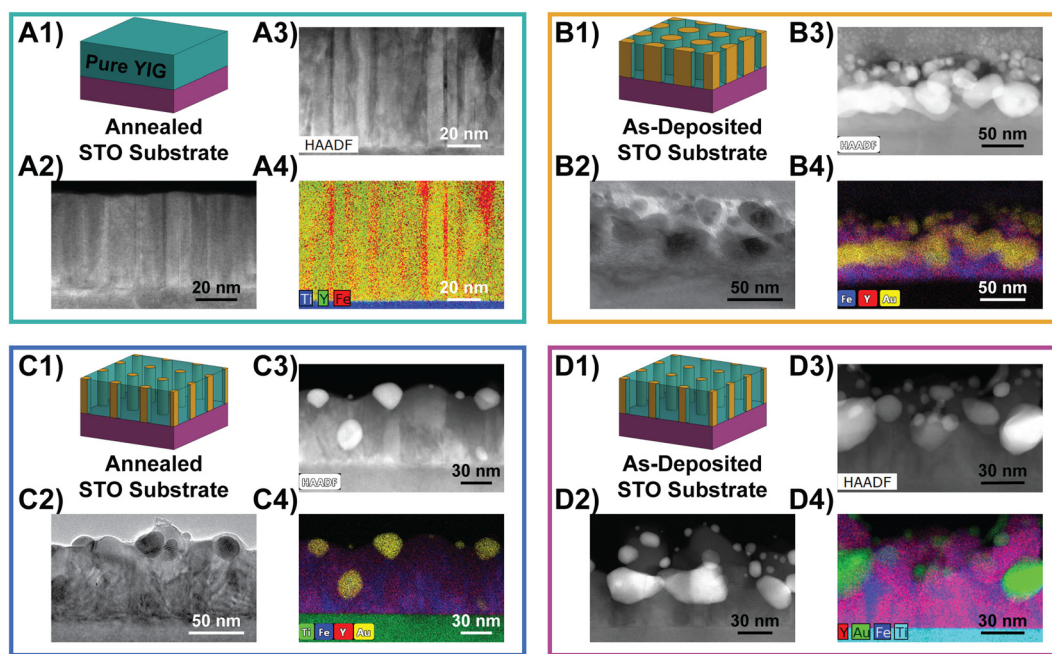 A1)
Pure YIG
Annealed
STO Substrate
A2)
20 nm
A3)
HAADF
20 nm
A4)
Ti Y Fe
20 nm
B1)
As-Deposited
STO Substrate
B2)
50 nm
B3)
HAADF
50 nm
B4)
Fe Y Au
50 nm
C1)
Annealed
STO Substrate
C2)
50 nm
C3)
HAADF
30 nm
C4)
Ti Fe Y Au
30 nm
D1)
As-Deposited
STO Substrate
D2)
30 nm
D3)
HAADF
30 nm
D4)
Y Au Fe Ti
30 nm